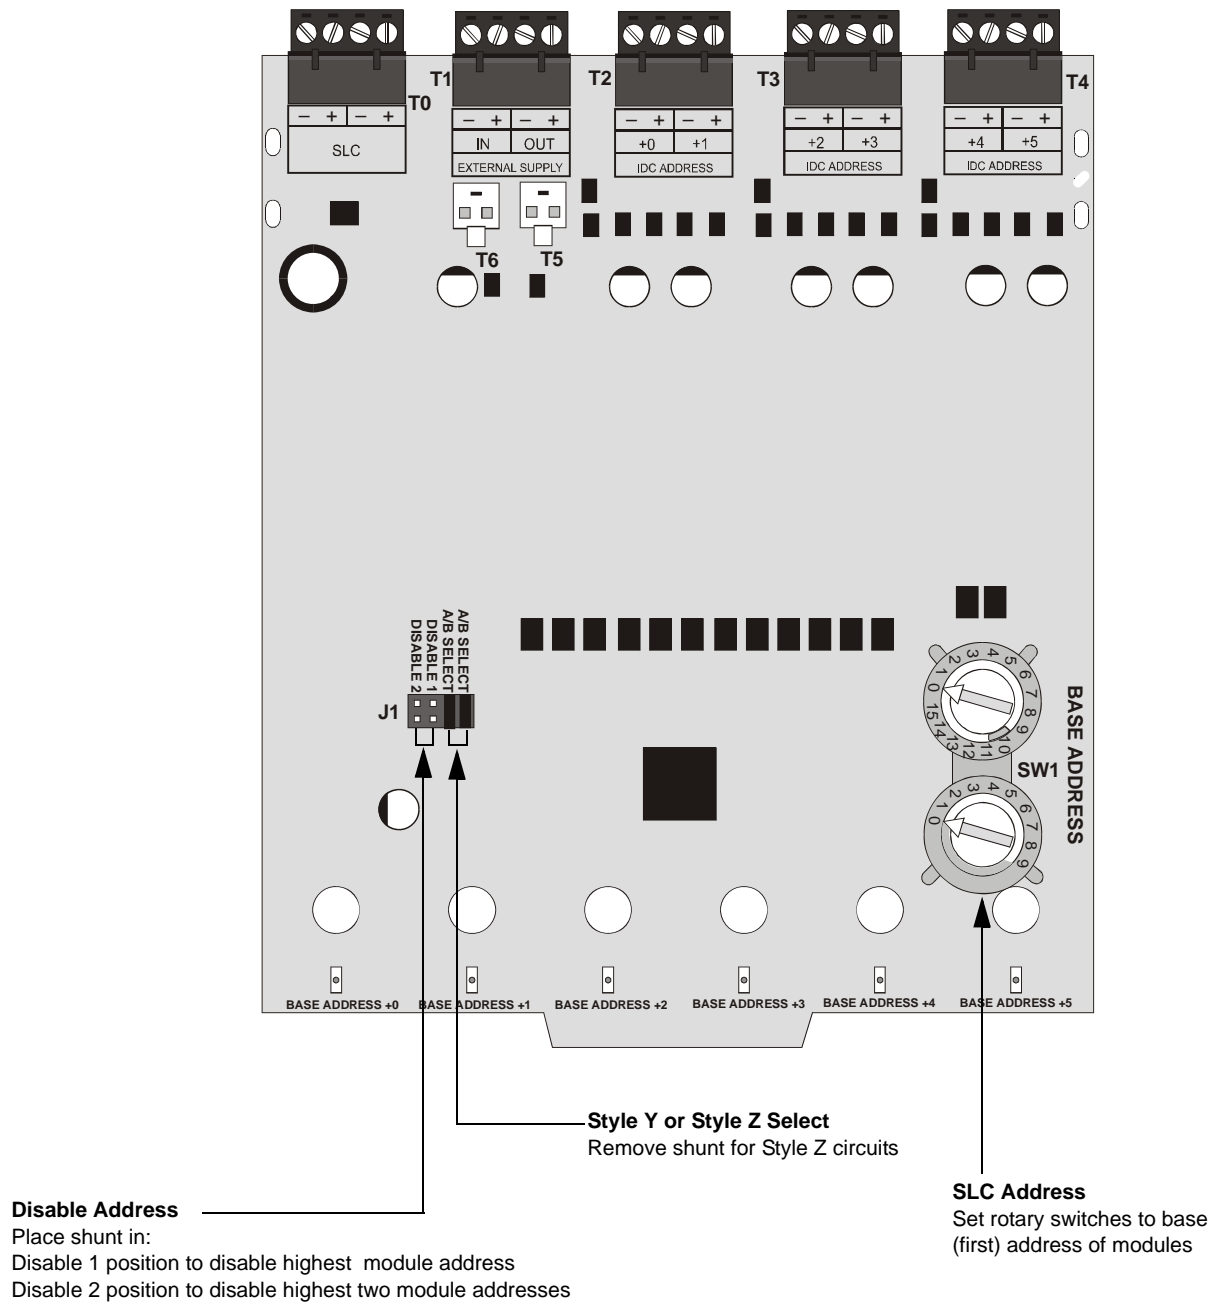 T0
T1
T2
T3
T4
− + − +
SLC
− + − +
IN OUT
EXTERNAL SUPPLY
− + − +
+0 +1
IDC ADDRESS
− + − +
+2 +3
IDC ADDRESS
− + − +
+4 +5
IDC ADDRESS
T6
T5
DISABLE 2
DISABLE 1
A/B SELECT
A/B SELECT
J1
0 1 2 3 4 5 6 7 8 9 10 11 12 13 14 15
SW1
BASE ADDRESS
0 1 2 3 4 5 6 7 8 9
BASE ADDRESS +0
BASE ADDRESS +1
BASE ADDRESS +2
BASE ADDRESS +3
BASE ADDRESS +4
BASE ADDRESS +5
Style Y or Style Z Select
Remove shunt for Style Z circuits
SLC Address
Set rotary switches to base
(first) address of modules
Disable Address
Place shunt in:
Disable 1 position to disable highest module address
Disable 2 position to disable highest two module addresses